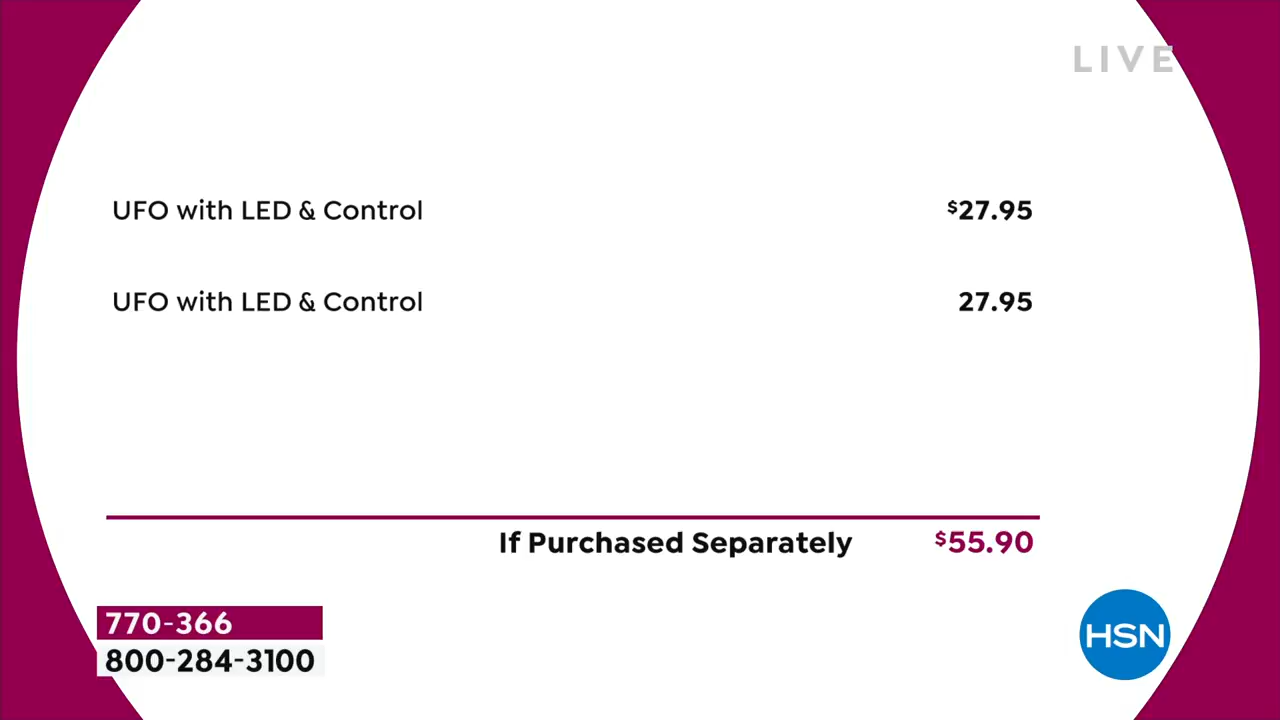 LIVE
UFO with LED & Control $27.95
UFO with LED & Control 27.95
If Purchased Separately $55.90
770-366
800-284-3100
HSN